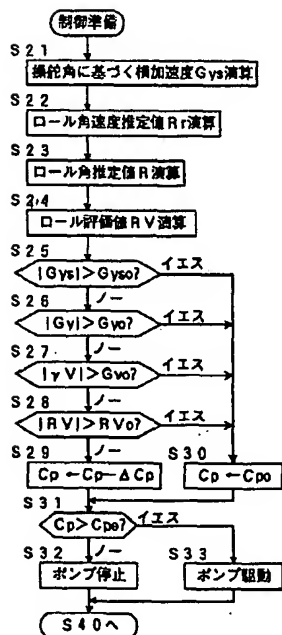 制御準備
S21
操舵角に基づく横加速度Gys演算
S22
ロール角速度推定値Rr演算
S23
ロール角推定値R演算
S24
ロール評価値RV演算
S25
|Gys|>Gyso?
イエス
ノー
S26
|Gy|>Gyo?
イエス
ノー
S27
|γV|>Gvo?
イエス
ノー
S28
|RV|>RVo?
イエス
ノー
S29
S30
Cp←Cp-ΔCp
Cp←Cpo
S31
Cp>Cpe?
イエス
ノー
S32
S33
ポンプ停止
ポンプ駆動
S40へ